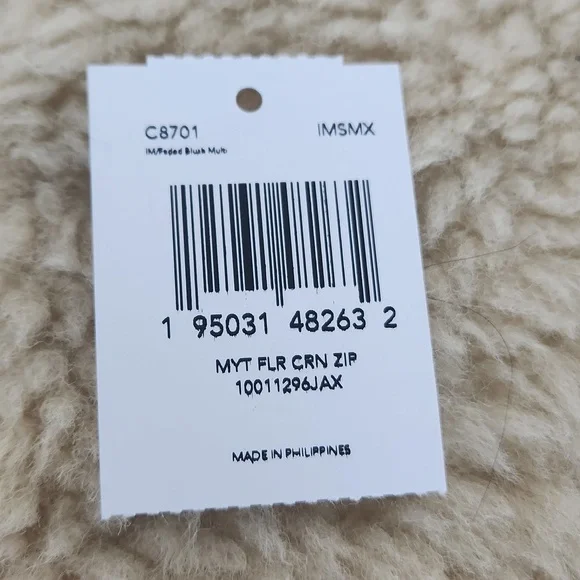 C8701 IMSMX
IM/Faded Blush Multi
1 95031 48263 2
MYT FLR CRN ZIP
10011296JAX
MADE IN PHILIPPINES